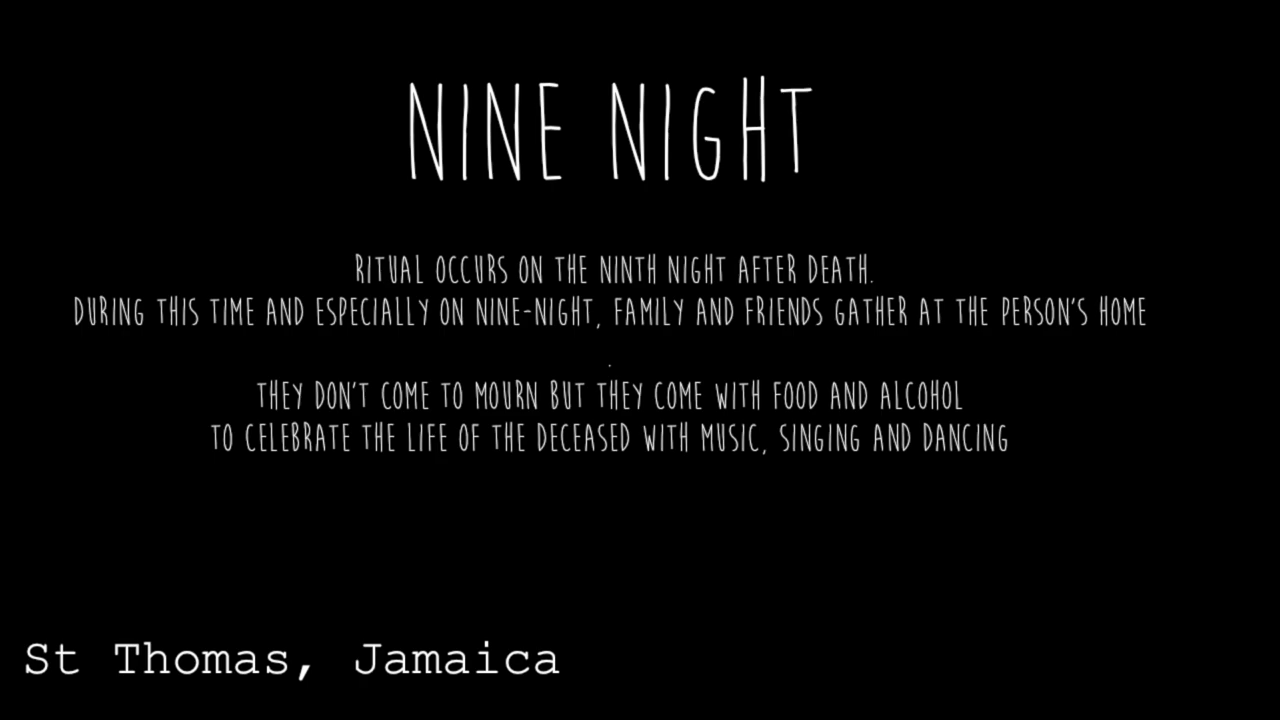 NINE NIGHT
RITUAL OCCURS ON THE NINTH NIGHT AFTER DEATH.
DURING THIS TIME AND ESPECIALLY ON NINE-NIGHT, FAMILY AND FRIENDS GATHER AT THE PERSON'S HOME
.
THEY DON'T COME TO MOURN BUT THEY COME WITH FOOD AND ALCOHOL
TO CELEBRATE THE LIFE OF THE DECEASED WITH MUSIC, SINGING AND DANCING
St Thomas, Jamaica